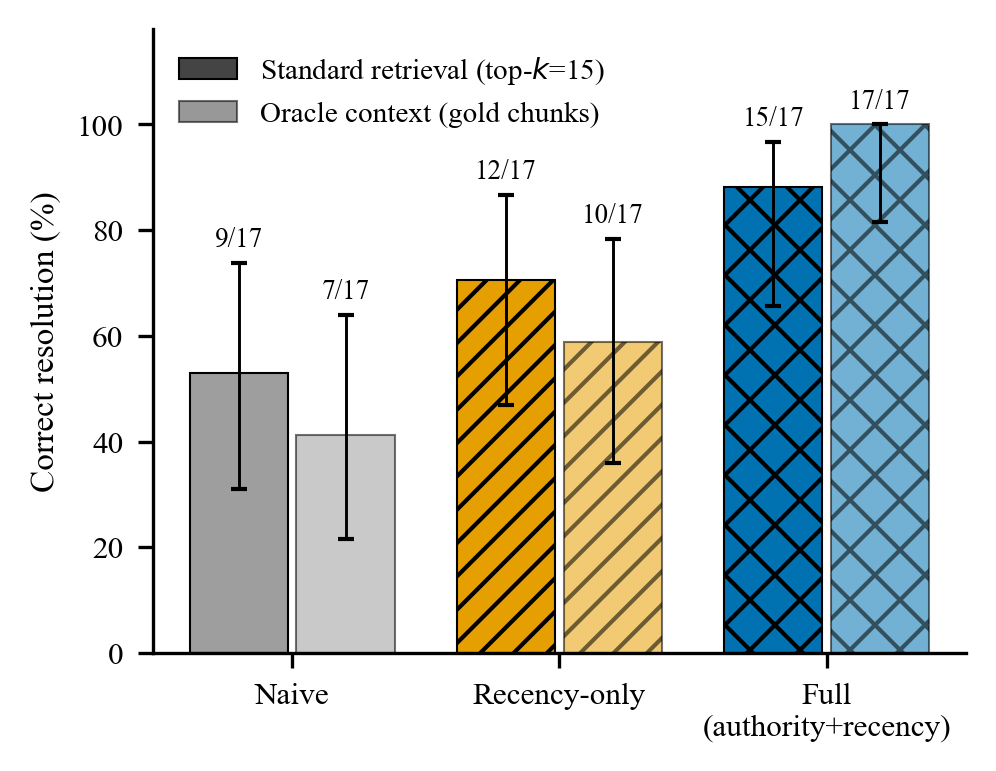 Standard retrieval (top-k=15)
Oracle context (gold chunks)
Correct resolution (%)
100
80
60
40
20
0
9/17
7/17
12/17
10/17
15/17
17/17
Naive
Recency-only
Full
(authority+recency)